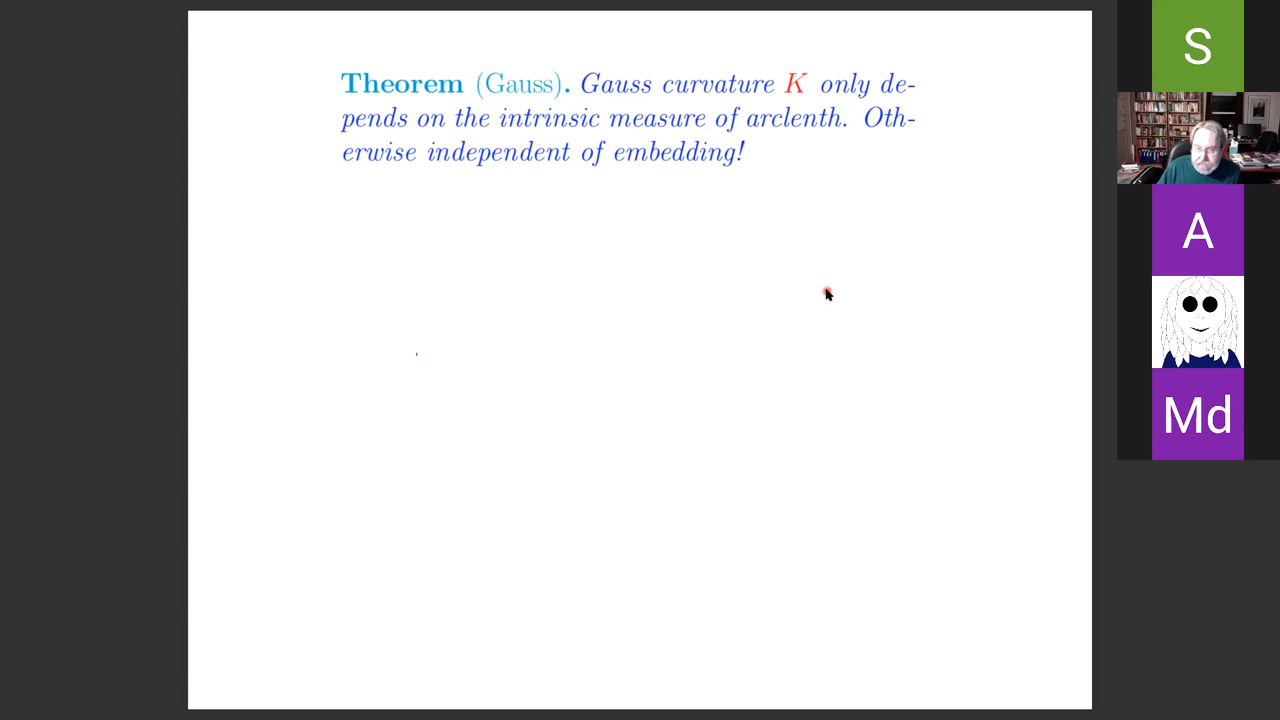 Theorem (Gauss). Gauss curvature K only de-
pends on the intrinsic measure of arclenth. Oth-
erwise independent of embedding!
S
A
Md